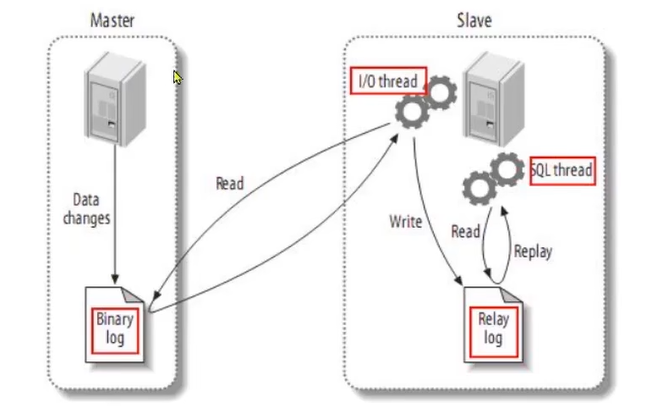 Master
Slave
I/O thread
SQL thread
Read
Data
changes
Write
Read
Replay
Binary
log
Relay
log